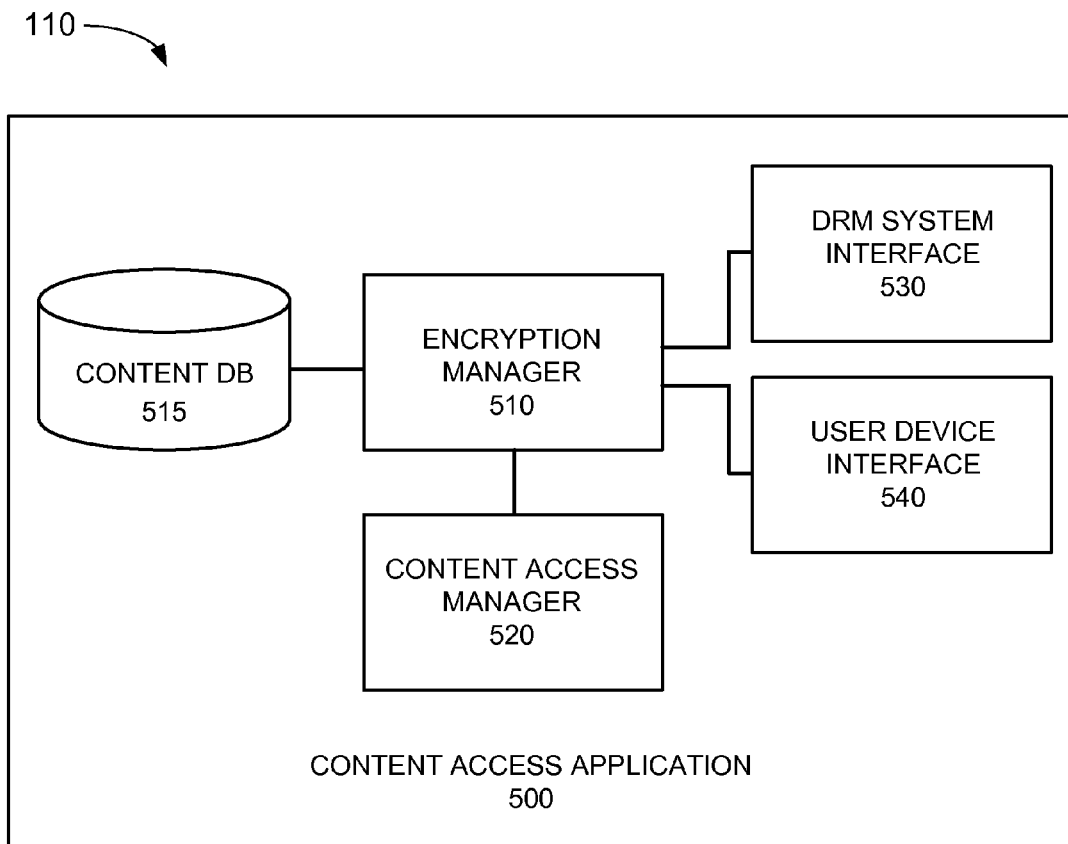 110
DRM SYSTEM
INTERFACE
530
CONTENT DB
515
ENCRYPTION
MANAGER
510
USER DEVICE
INTERFACE
540
CONTENT ACCESS
MANAGER
520
CONTENT ACCESS APPLICATION
500